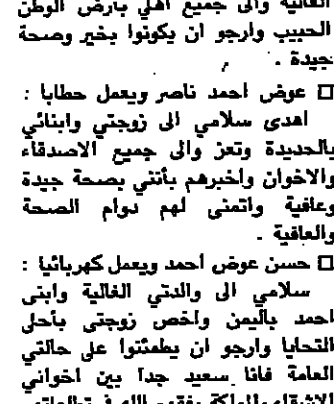 الغالية والى جميع اهلي بارض الوطن
الحبيب وارجو ان يكونوا بخير وصحة
جيدة .
□ عوض احمد ناصر ويعمل حطابا :
اهدى سلامي الى زوجتي وابنائي
بالحديدة وتعز والى جميع الاصدقاء
والاخوان واخبرهم بأنني بصحة جيدة
وعافية واتمنى لهم دوام الصحة
والعافية .
□ حسن عوض احمد ويعمل كهربائيا :
سلامي الى والدتي الغالية وابنى
احمد باليمن واخص زوجتي بأحلى
التحايا وارجو ان يطمئنوا على حالتي
العامة فانا سعيد جدا بين اخواني